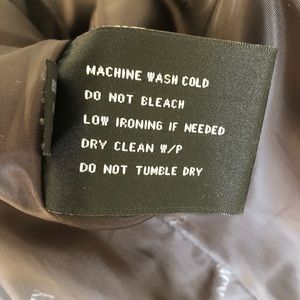 MACHINE WASH COLD
DO NOT BLEACH
LOW IRONING IF NEEDED
DRY CLEAN W/P
DO NOT TUMBLE DRY